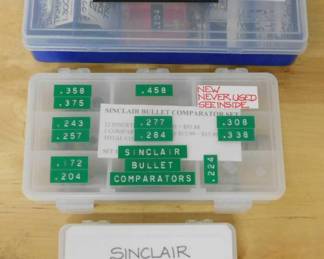 .358
.458
.375
NEW
NEVER USED
SEE INSIDE.
SINCLAIR BULLET COMPARATOR SET
.243
.277
.308
.257
.284
.338
SINCLAIR
BULLET
COMPARATORS
.172
.204
.224
SINCLAIR